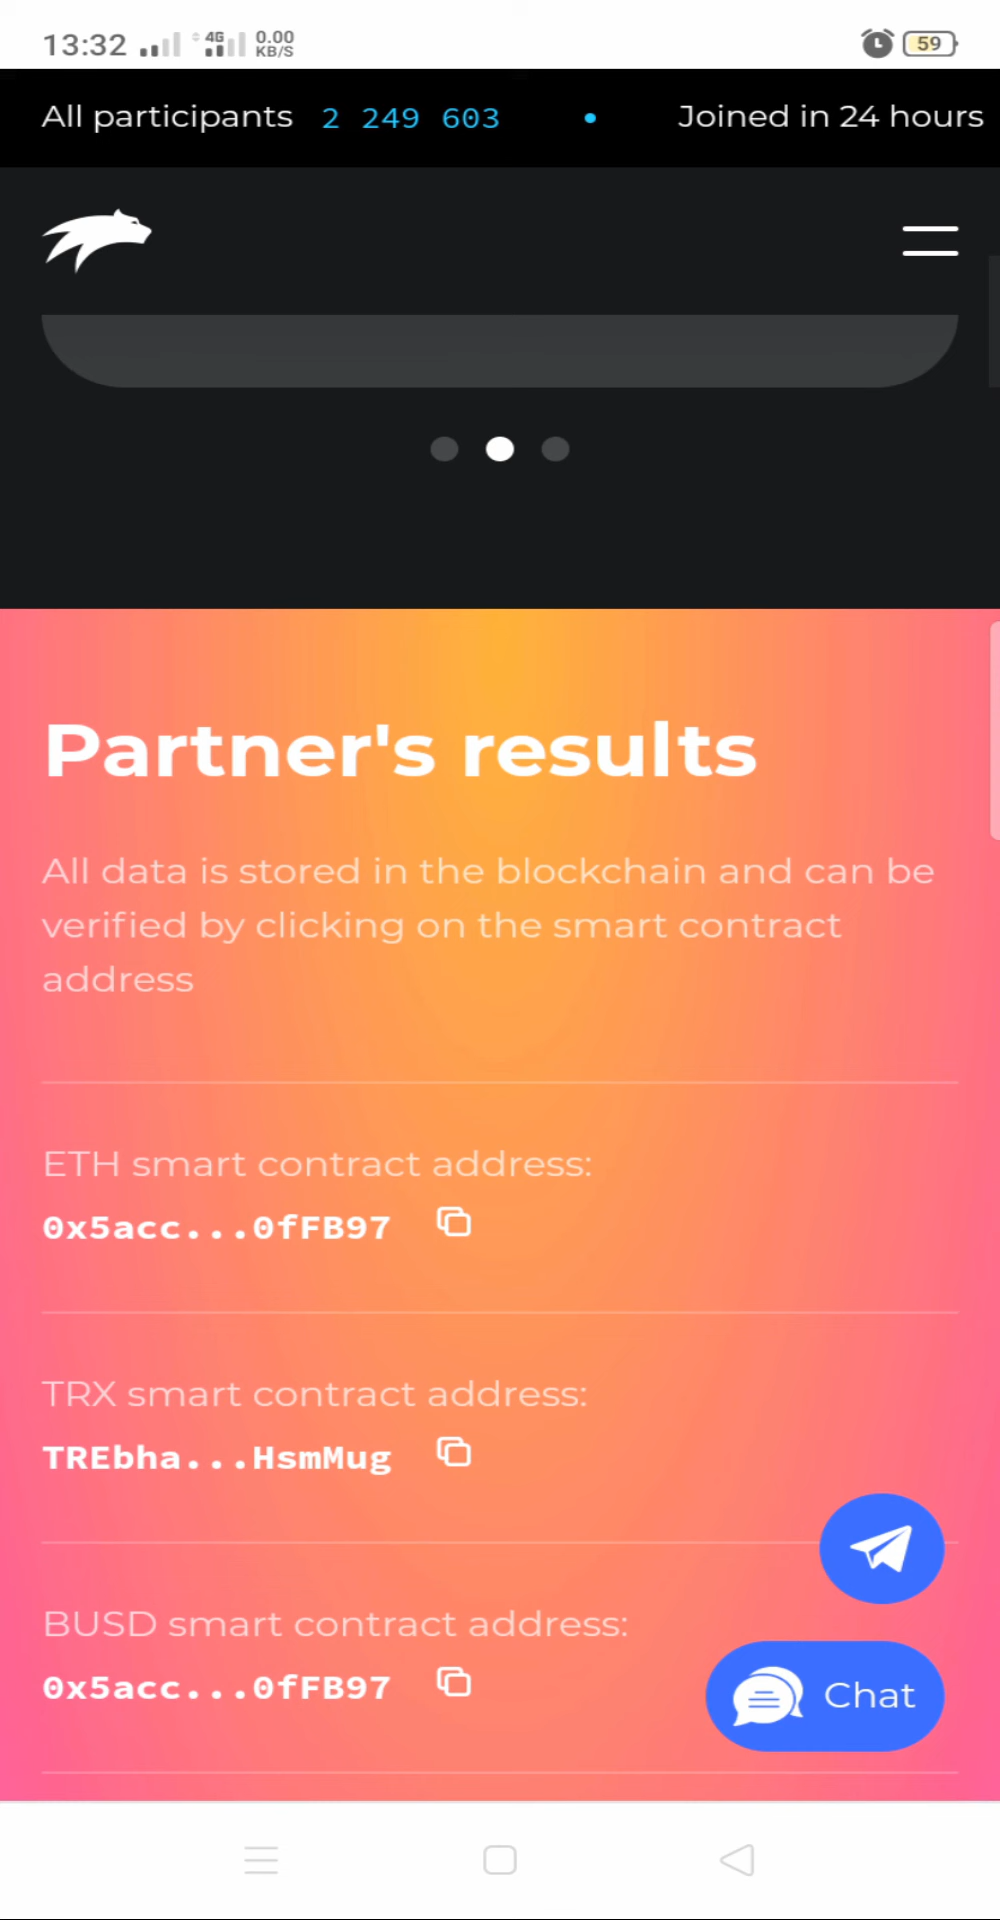 13:32
4G
0.00
KB/S
59
All participants 2 249 603 • Joined in 24 hours
Partner's results
All data is stored in the blockchain and can be
verified by clicking on the smart contract
address
ETH smart contract address:
0x5acc...0fFB97
TRX smart contract address:
TREbha...HsmMug
BUSD smart contract address:
0x5acc...0fFB97
Chat